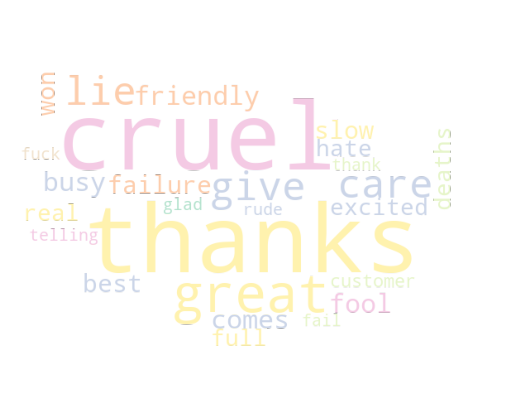 won
lie
friendly
cruel
slow
hate
deaths
fuck
thank
busy
failure
give
care
real
glad
rude
excited
telling
thanks
best
great
customer
fool
comes
fail
full